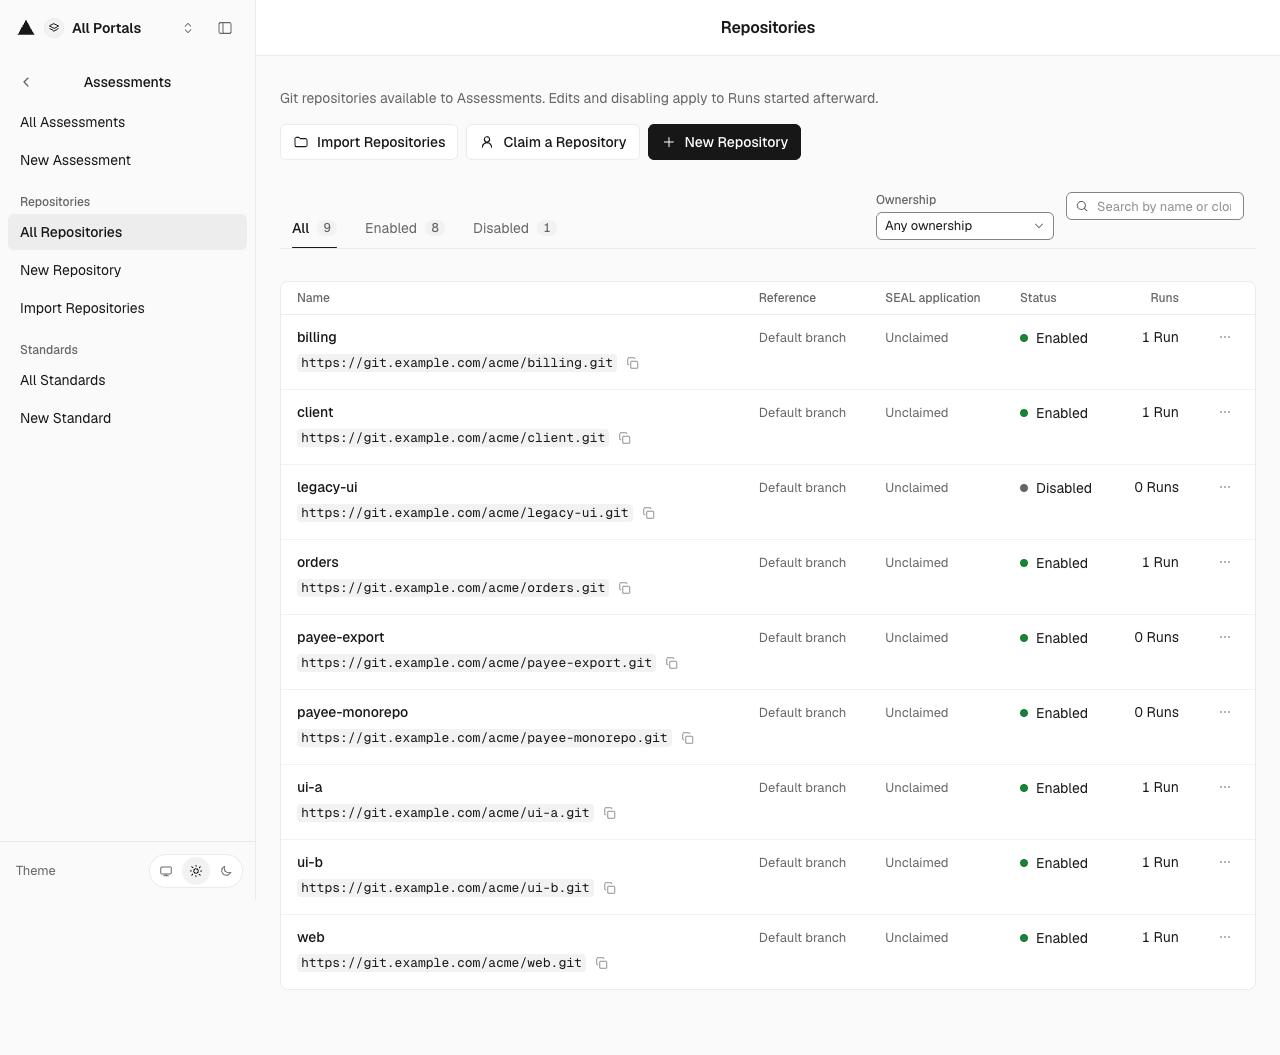 All Portals
Repositories
Assessments
All Assessments
New Assessment
Repositories
All Repositories
New Repository
Import Repositories
Standards
All Standards
New Standard
Theme
Git repositories available to Assessments. Edits and disabling apply to Runs started afterward.
Import Repositories
Claim a Repository
New Repository
All 9
Enabled 8
Disabled 1
Ownership
Any ownership
Search by name or clo
Name Reference SEAL application Status Runs
billing Default branch Unclaimed Enabled 1 Run
https://git.example.com/acme/billing.git
client Default branch Unclaimed Enabled 1 Run
https://git.example.com/acme/client.git
legacy-ui Default branch Unclaimed Disabled 0 Runs
https://git.example.com/acme/legacy-ui.git
orders Default branch Unclaimed Enabled 1 Run
https://git.example.com/acme/orders.git
payee-export Default branch Unclaimed Enabled 0 Runs
https://git.example.com/acme/payee-export.git
payee-monorepo Default branch Unclaimed Enabled 0 Runs
https://git.example.com/acme/payee-monorepo.git
ui-a Default branch Unclaimed Enabled 1 Run
https://git.example.com/acme/ui-a.git
ui-b Default branch Unclaimed Enabled 1 Run
https://git.example.com/acme/ui-b.git
web Default branch Unclaimed Enabled 1 Run
https://git.example.com/acme/web.git